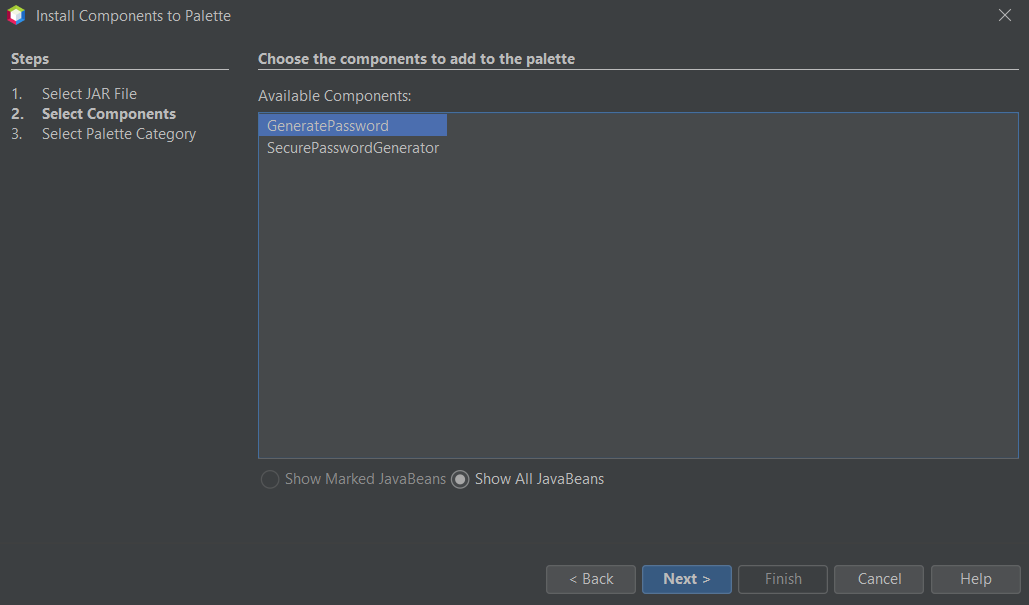 Install Components to Palette
Steps
1. Select JAR File
2. Select Components
3. Select Palette Category
Choose the components to add to the palette
Available Components:
GeneratePassword
SecurePasswordGenerator
Show Marked JavaBeans Show All JavaBeans
< Back Next > Finish Cancel Help